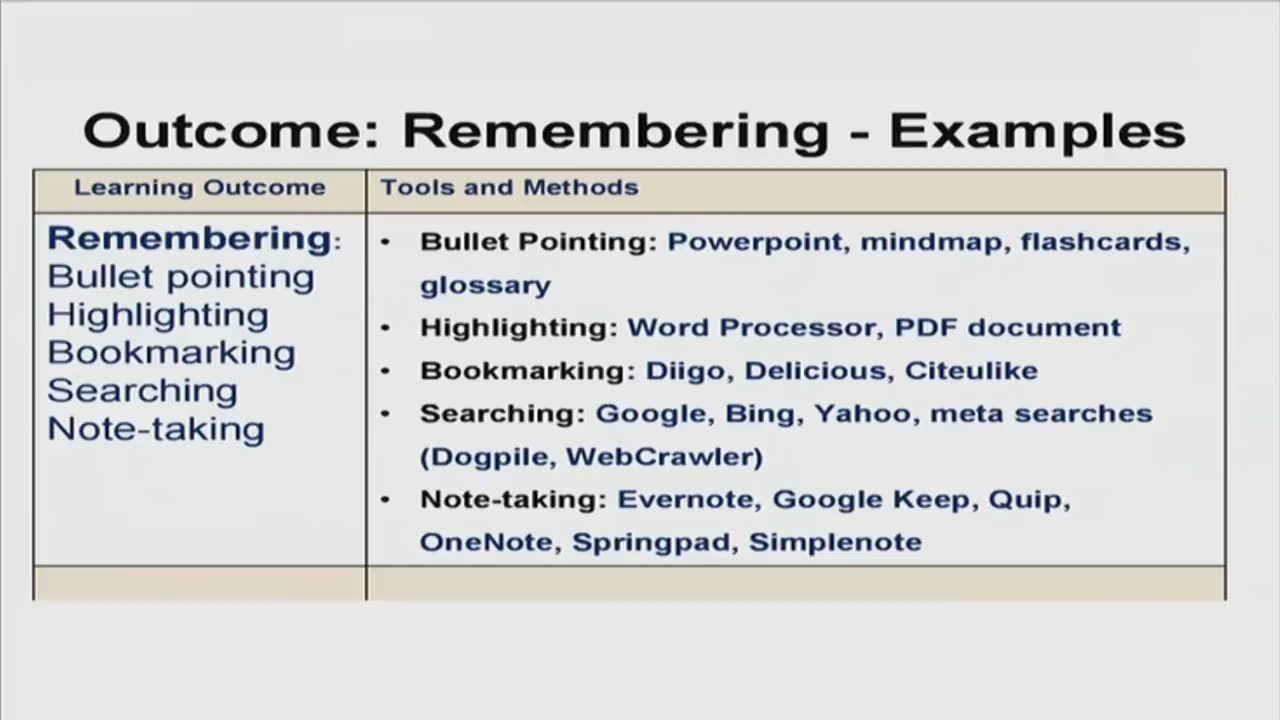 Outcome: Remembering - Examples
Learning Outcome
Tools and Methods
Remembering:
Bullet pointing
Highlighting
Bookmarking
Searching
Note-taking
• Bullet Pointing: Powerpoint, mindmap, flashcards,
glossary
• Highlighting: Word Processor, PDF document
• Bookmarking: Diigo, Delicious, Citeulike
• Searching: Google, Bing, Yahoo, meta searches
(Dogpile, WebCrawler)
• Note-taking: Evernote, Google Keep, Quip,
OneNote, Springpad, Simplenote